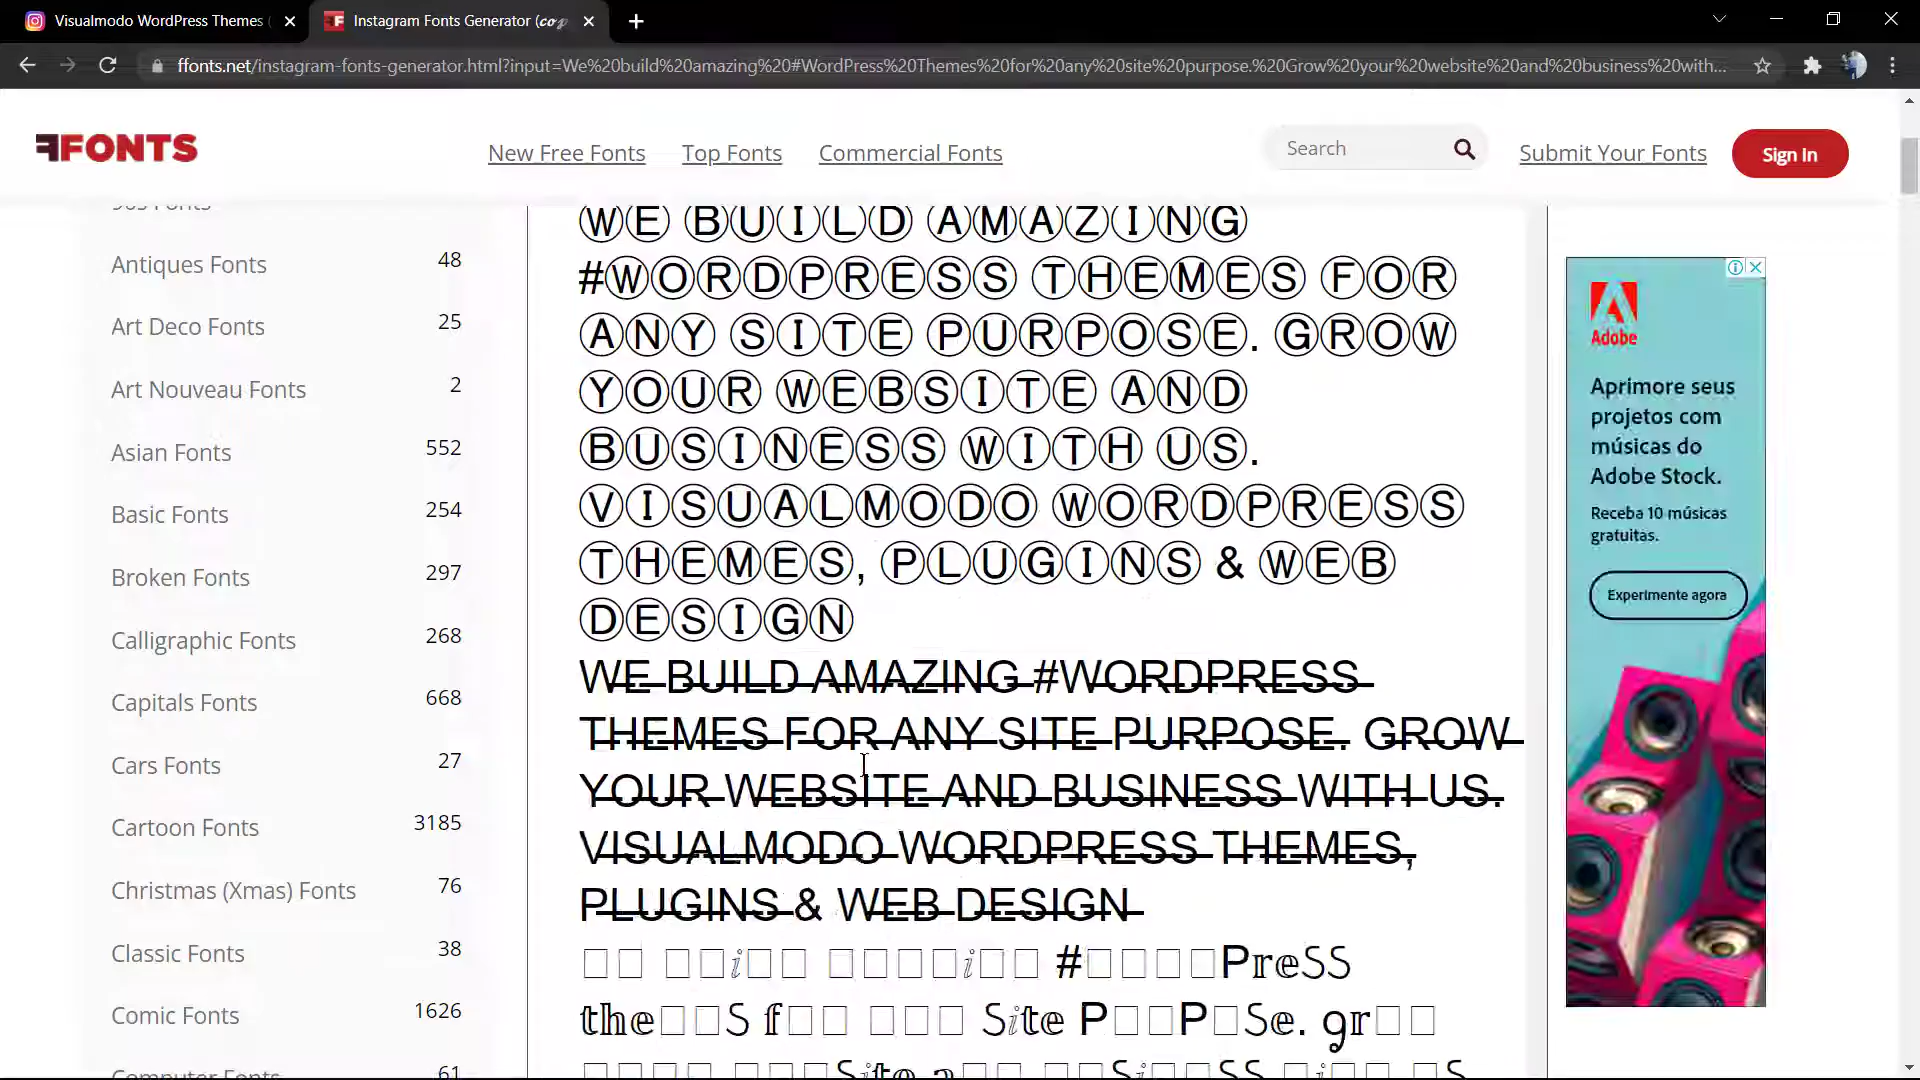 Visualmodo WordPress Themes (
Instagram Fonts Generator (𝓬𝓸𝓹
ffonts.net/instagram-fonts-generator.html?input=We%20build%20amazing%20#WordPress%20Themes%20for%20any%20site%20purpose.%20Grow%20your%20website%20and%20business%20with...
FFONTS
New Free Fonts
Top Fonts
Commercial Fonts
Search
Submit Your Fonts
Sign In
Antiques Fonts 48
Art Deco Fonts 25
Art Nouveau Fonts 2
Asian Fonts 552
Basic Fonts 254
Broken Fonts 297
Calligraphic Fonts 268
Capitals Fonts 668
Cars Fonts 27
Cartoon Fonts 3185
Christmas (Xmas) Fonts 76
Classic Fonts 38
Comic Fonts 1626
Computer Fonts 61
ⓌⒺ ⒷⓊⒾⓁⒹ ⒶⓂⒶⓏⒾⓃⒼ
#ⓌⓄⓇⒹⓅⓇⒺⓈⓈ ⓉⒽⒺⓂⒺⓈ ⒻⓄⓇ
ⒶⓃⓎ ⓈⒾⓉⒺ ⓅⓊⓇⓅⓄⓈⒺ. ⒼⓇⓄⓌ
ⓎⓄⓊⓇ ⓌⒺⒷⓈⒾⓉⒺ ⒶⓃⒹ
ⒷⓊⓈⒾⓃⒺⓈⓈ ⓌⒾⓉⒽ ⓊⓈ.
ⓋⒾⓈⓊⒶⓁⓂⓄⒹⓄ ⓌⓄⓇⒹⓅⓇⒺⓈⓈ
ⓉⒽⒺⓂⒺⓈ, ⓅⓁⓊⒼⒾⓃⓈ & ⓌⒺⒷ
ⒹⒺⓈⒾⒼⓃ
WE BUILD AMAZING #WORDPRESS
THEMES FOR ANY SITE PURPOSE. GROW
YOUR WEBSITE AND BUSINESS WITH US.
VISUALMODO WORDPRESS THEMES,
PLUGINS & WEB DESIGN
Adobe
Aprimore seus
projetos com
músicas do
Adobe Stock.
Receba 10 músicas
gratuitas.
Experimente agora